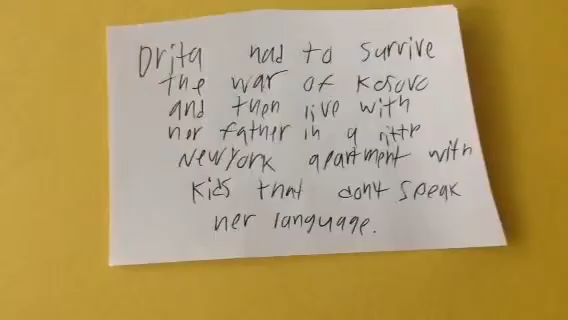 Drita had to survive
the war of Kosovo
and then live with
her father in a little
New York apartment with
kids that dont speak
her language.